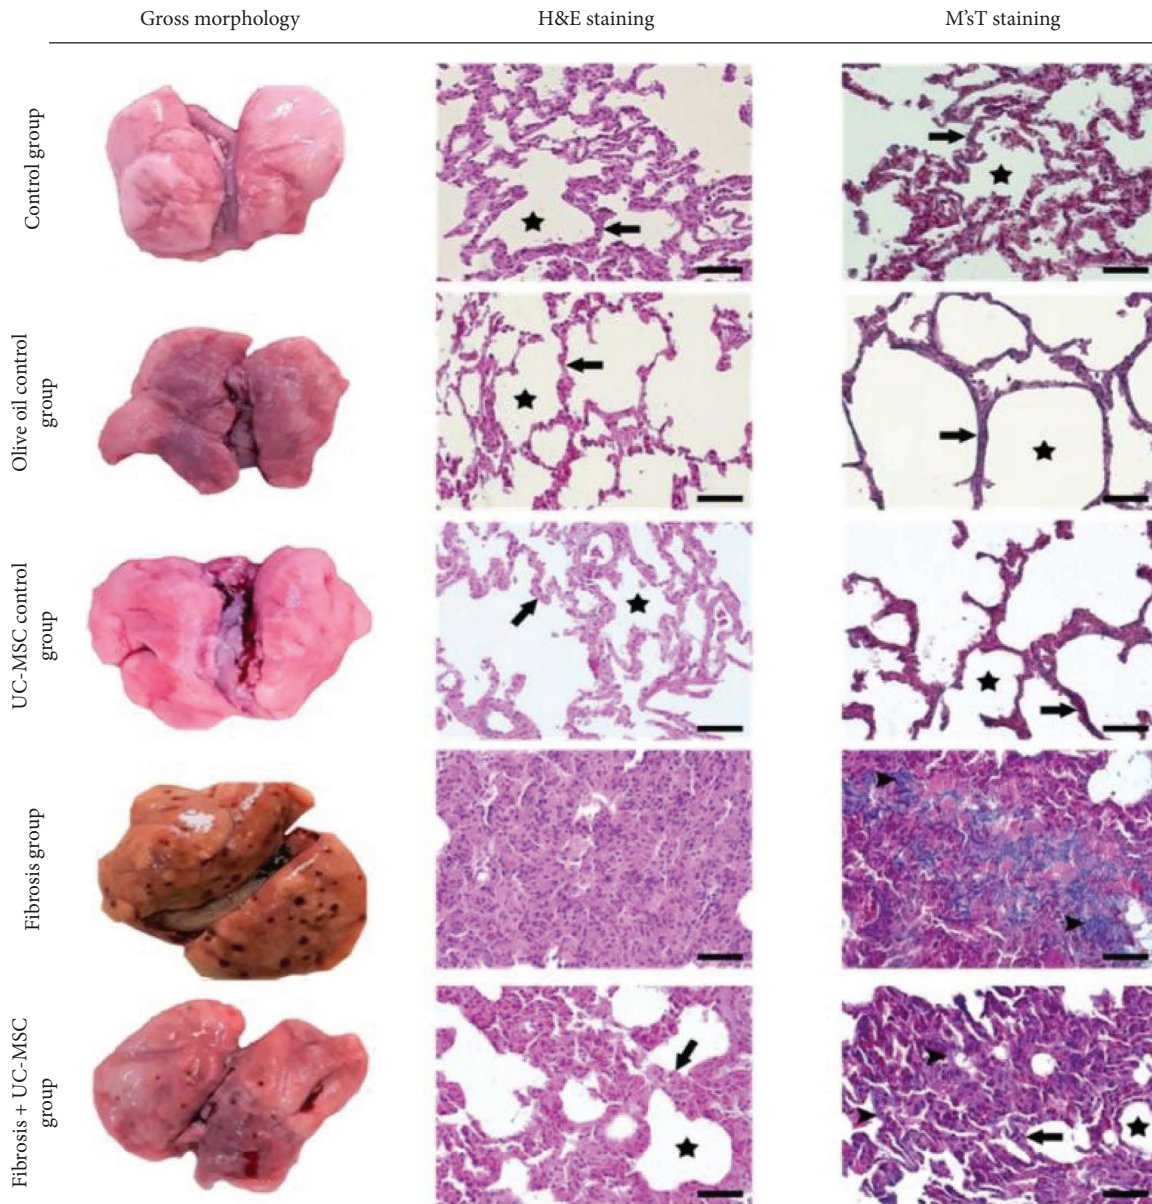 Gross morphology
H&E staining
M'sT staining
Control group
Olive oil control
group
UC-MSC control
group
Fibrosis group
Fibrosis + UC-MSC
group